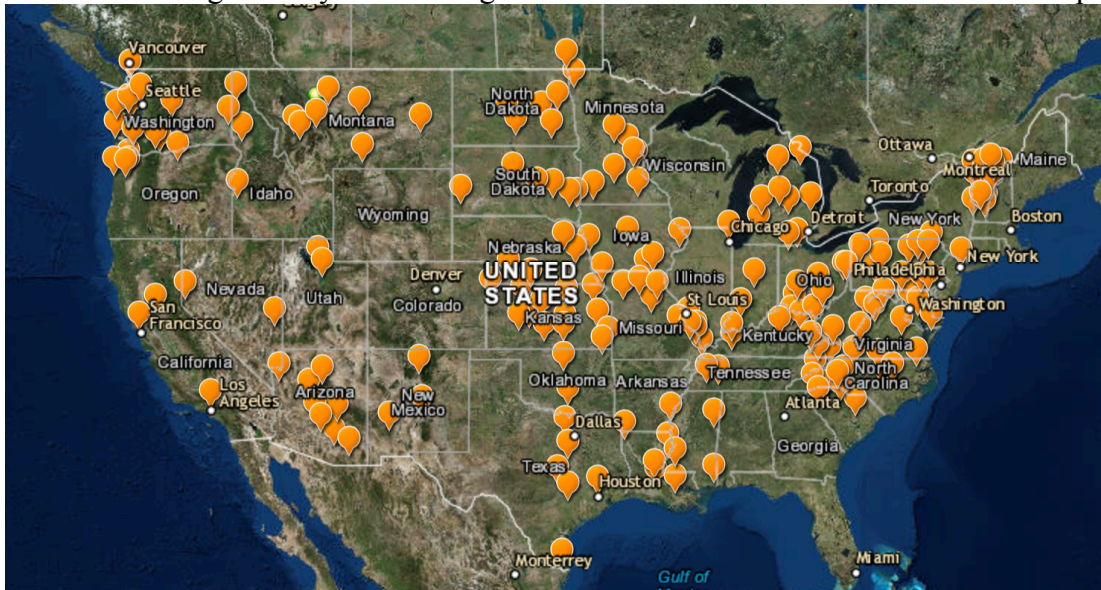 Vancouver
Seattle
Washington
Montana
North
Dakota
Minnesota
Ottawa
Montreal
Maine
Oregon
Idaho
South
Dakota
Wisconsin
Toronto
Wyoming
Detroit
New York
Boston
Chicago
Iowa
Nebraska
New York
Nevada
Utah
Denver
Colorado
UNITED
STATES
Illinois
Ohio
Philadelphia
San
Francisco
Kansas
Missouri
St Louis
Washington
Kentucky
Virginia
California
Los
Angeles
Arizona
New
Mexico
Oklahoma
Arkansas
Tennessee
North
Carolina
Atlanta
Dallas
Georgia
Texas
Houston
Monterrey
Miami
Gulf of